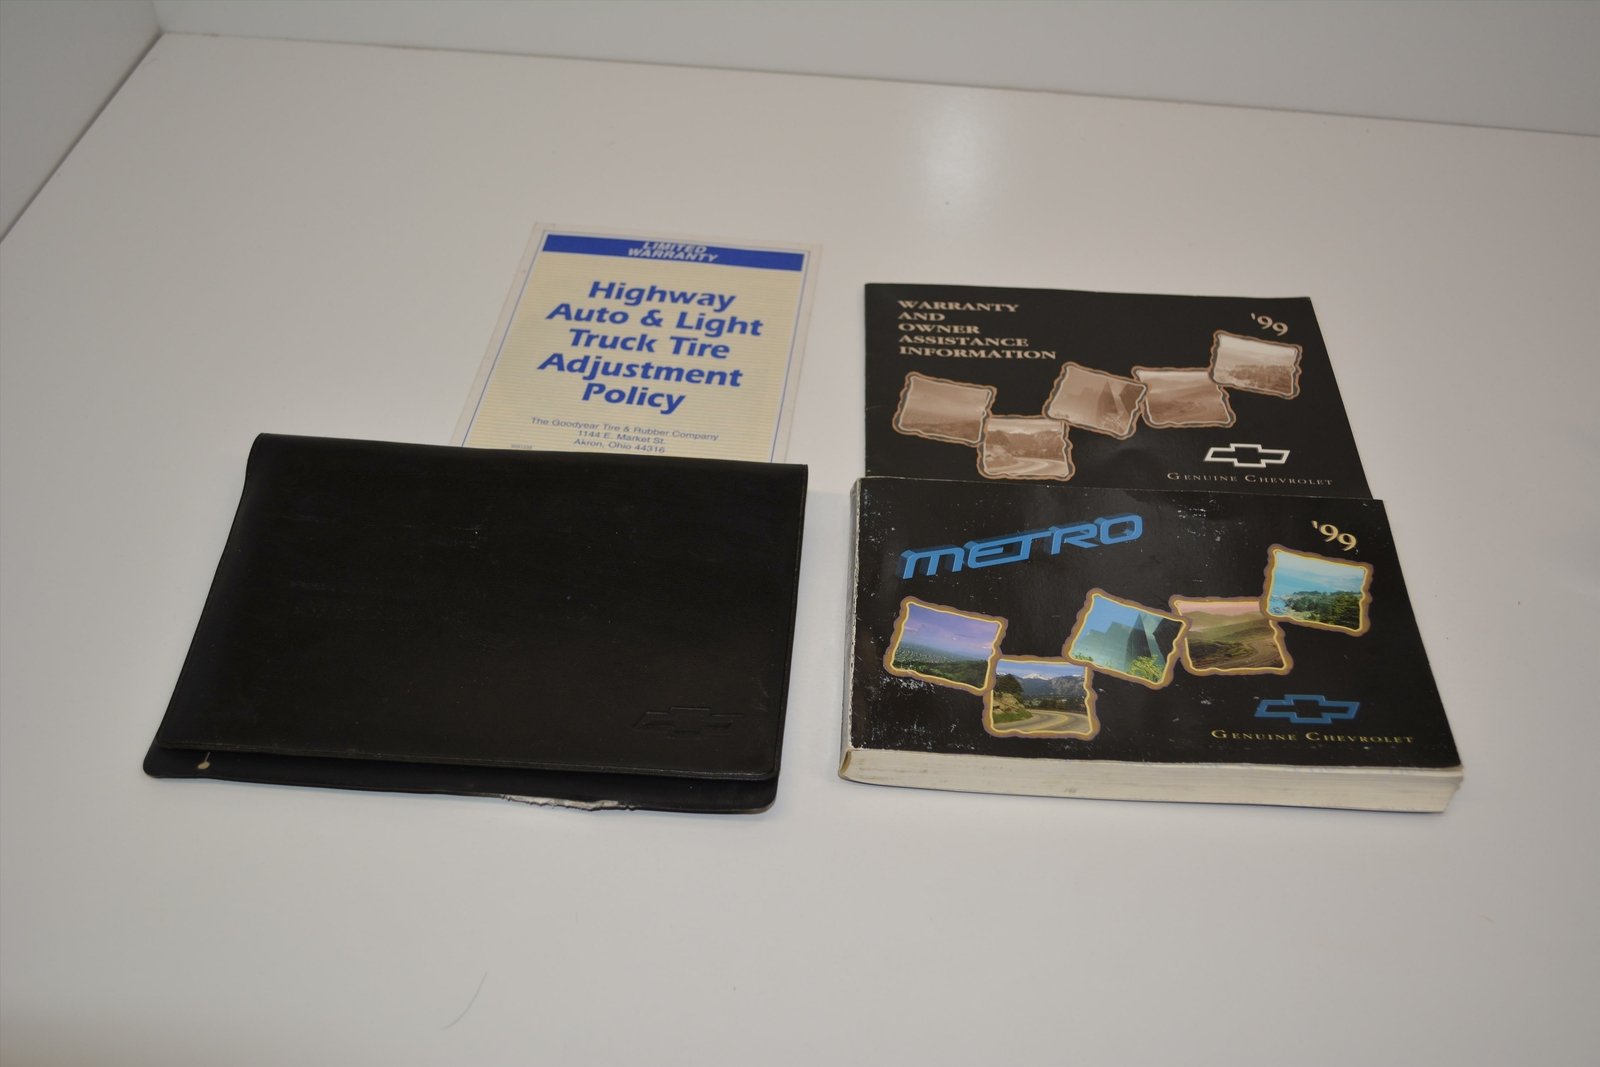 LIMITED
WARRANTY
Highway
Auto & Light
Truck Tire
Adjustment
Policy
The Goodyear Tire & Rubber Company
1144 E. Market St.
Akron, Ohio 44316
WARRANTY
AND
OWNER
ASSISTANCE
INFORMATION
'99
GENUINE CHEVROLET
METRO
'99
GENUINE CHEVROLET